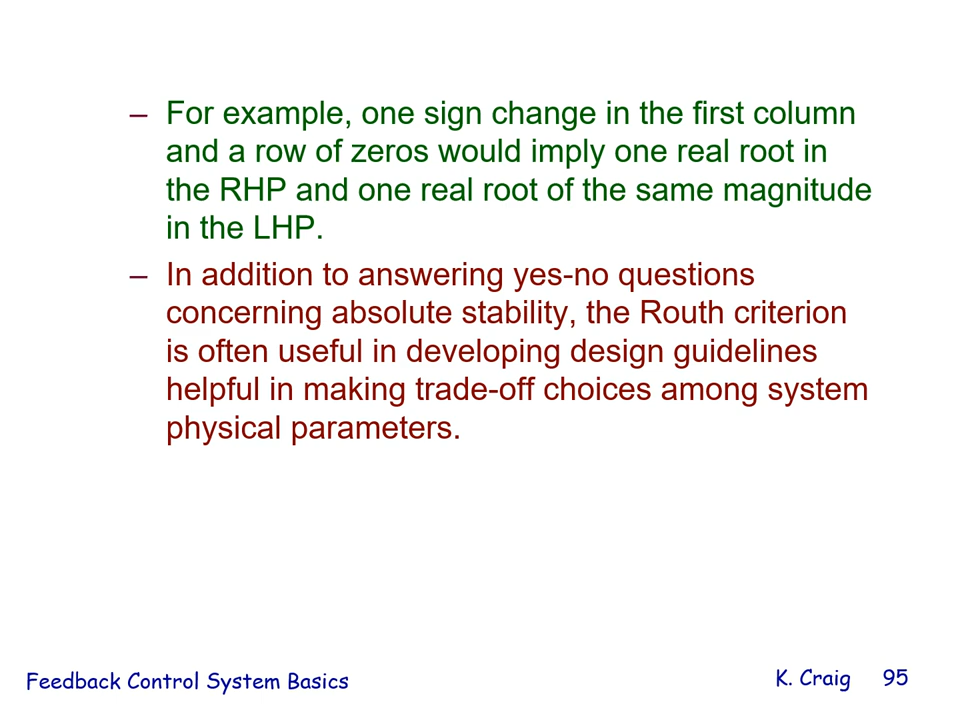 – For example, one sign change in the first column
and a row of zeros would imply one real root in
the RHP and one real root of the same magnitude
in the LHP.
– In addition to answering yes-no questions
concerning absolute stability, the Routh criterion
is often useful in developing design guidelines
helpful in making trade-off choices among system
physical parameters.
Feedback Control System Basics
K. Craig 95